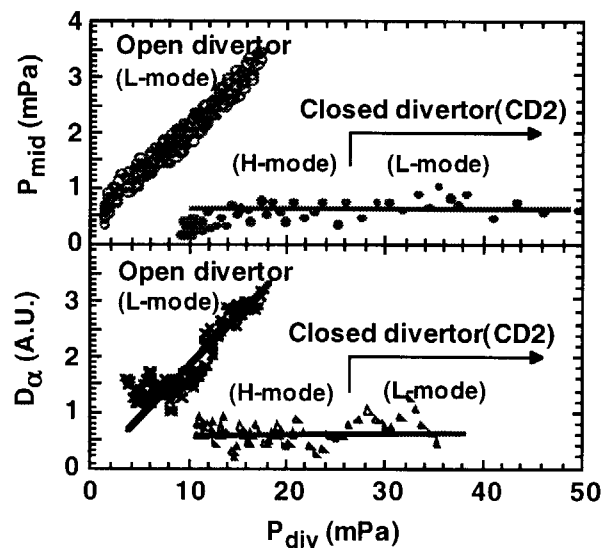 4
Open divertor
(L-mode)
3
Closed divertor(CD2)
2
(H-mode) (L-mode)
1
0
P_mid (mPa)
Open divertor
(L-mode)
3
Closed divertor(CD2)
2
(H-mode) (L-mode)
1
0
D_α (A.U.)
0 10 20 30 40 50
P_div (mPa)